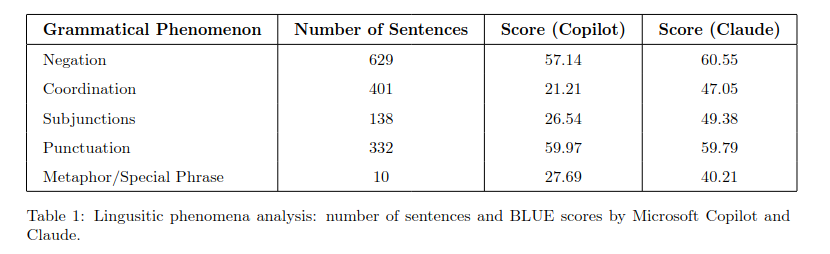 Grammatical Phenomenon Number of Sentences Score (Copilot) Score (Claude)
Negation 629 57.14 60.55
Coordination 401 21.21 47.05
Subjunctions 138 26.54 49.38
Punctuation 332 59.97 59.79
Metaphor/Special Phrase 10 27.69 40.21
Table 1: Lingusitic phenomena analysis: number of sentences and BLUE scores by Microsoft Copilot and
Claude.